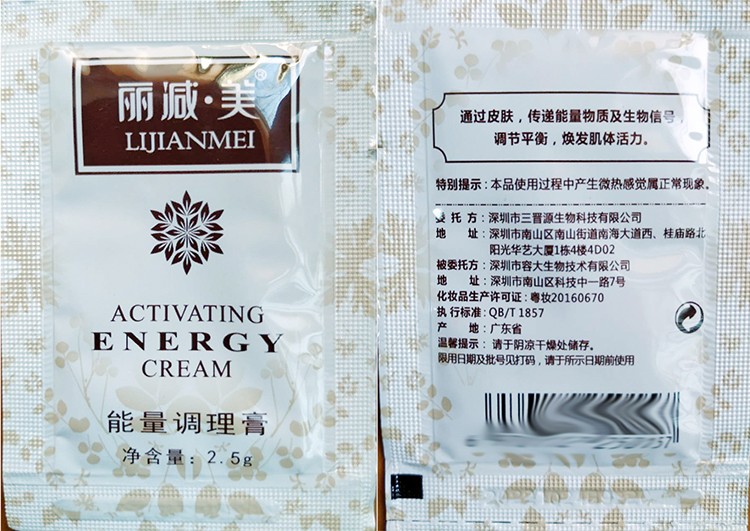 丽减·美®
LIJIANMEI
ACTIVATING
ENERGY
CREAM
能量调理膏
净含量：2.5g
通过皮肤，传递能量物质及生物信号，
调节平衡，焕发肌体活力。
特别提示：本品使用过程中产生微热感觉属正常现象。
委 托 方：深圳市三晋源生物科技有限公司
地 址：深圳市南山区南山街道南海大道西、桂庙路北
阳光华艺大厦1栋4楼4D02
被委托方：深圳市容大生物技术有限公司
地 址：深圳市南山区科技中一路7号
化妆品生产许可证：粤妆20160670
执行标准：QB/T 1857
产 地：广东省
温馨提示：请于阴凉干燥处储存。
限用日期及批号见打码，请于所示日期前使用